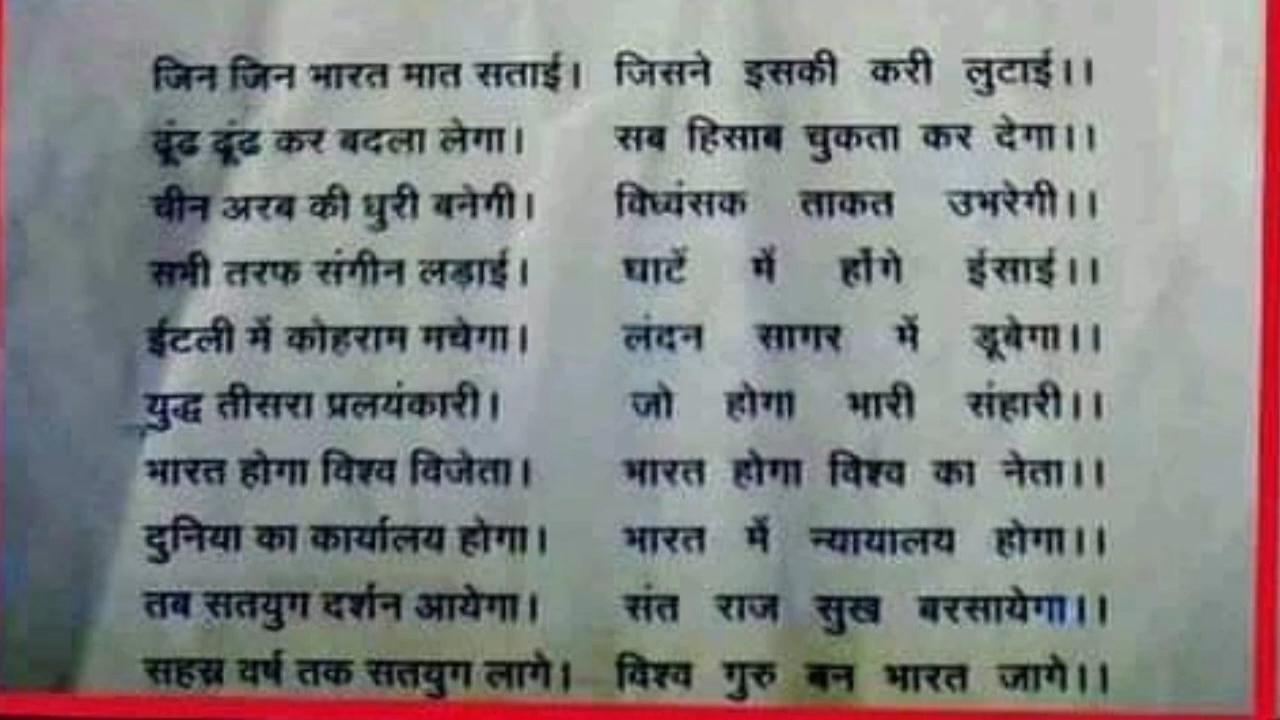 जिन जिन भारत मात सताई। जिसने इसकी करी लुटाई।।
ढूंढ ढूंढ कर बदला लेगा। सब हिसाब चुकता कर देगा।।
चीन अरब की धुरी बनेगी। विध्वंसक ताकत उभरेगी।।
सभी तरफ संगीन लड़ाई। घाटें में होंगे ईसाई।।
ईटली में कोहराम मचेगा। लंदन सागर में डूबेगा।।
युद्ध तीसरा प्रलयंकारी। जो होगा भारी संहारी।।
भारत होगा विश्व विजेता। भारत होगा विश्व का नेता।।
दुनिया का कार्यालय होगा। भारत में न्यायालय होगा।।
तब सतयुग दर्शन आयेगा। संत राज सुख बरसायेगा।।
सहस्र वर्ष तक सतयुग लागे। विश्व गुरु बन भारत जागे।।